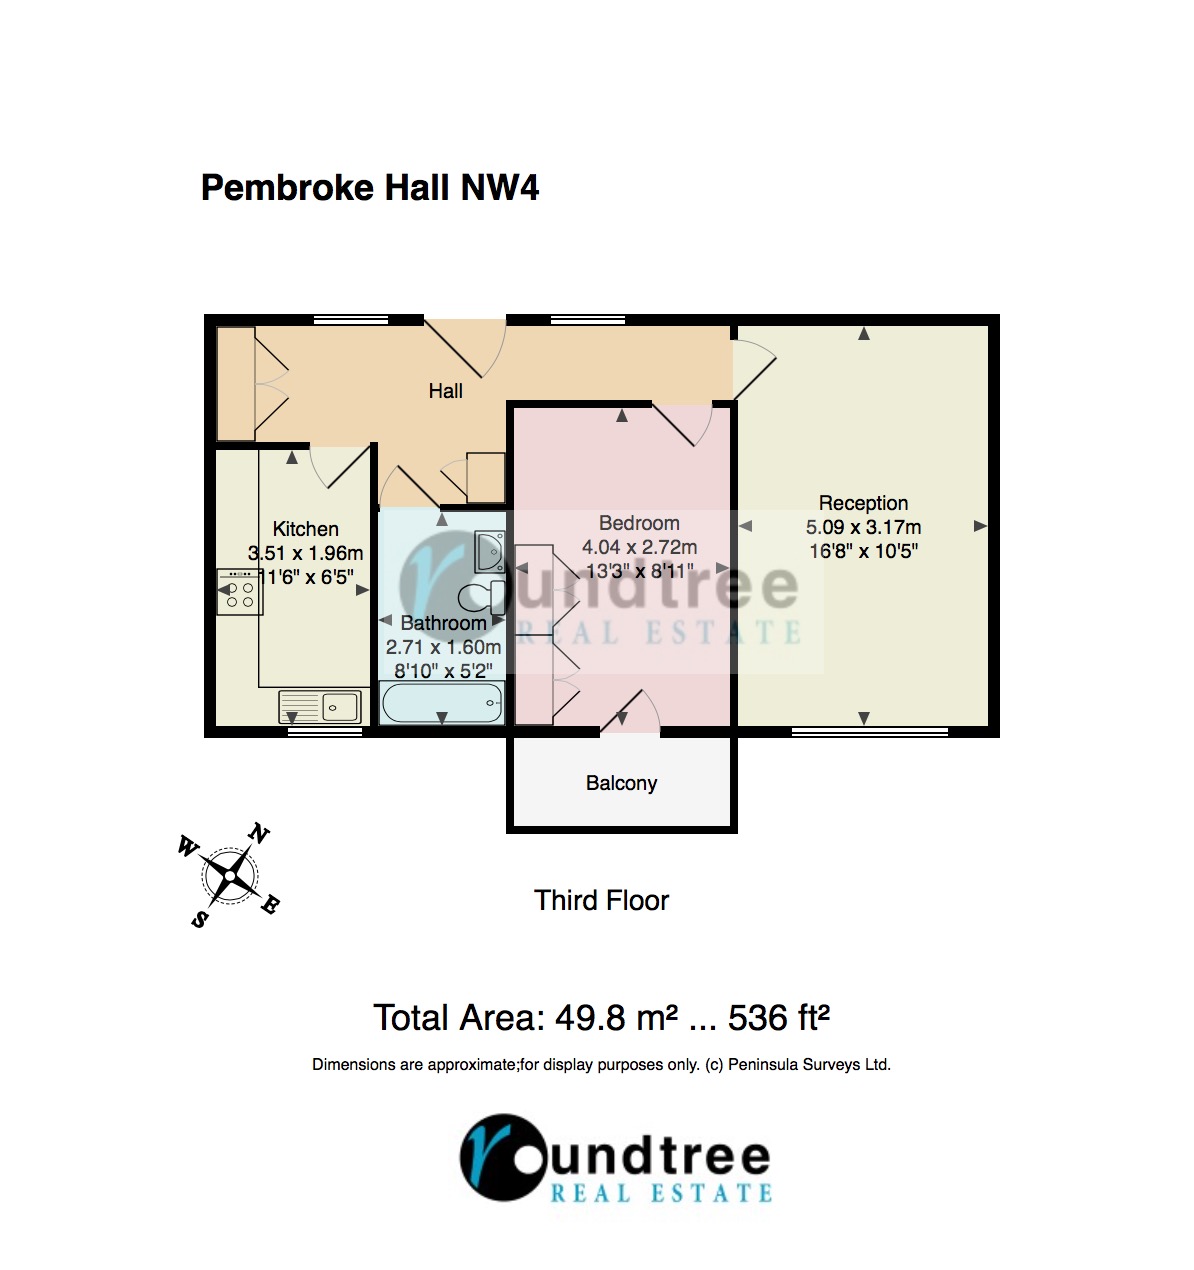 Pembroke Hall NW4
Hall
Kitchen
3.51 x 1.96m
11'6" x 6'5"
Bathroom
2.71 x 1.60m
8'10" x 5'2"
Bedroom
4.04 x 2.72m
13'3" x 8'11"
Reception
5.09 x 3.17m
16'8" x 10'5"
roundtree
REAL ESTATE
Balcony
N
W
E
S
Third Floor
Total Area: 49.8 m² ... 536 ft²
Dimensions are approximate;for display purposes only. (c) Peninsula Surveys Ltd.
roundtree
REAL ESTATE